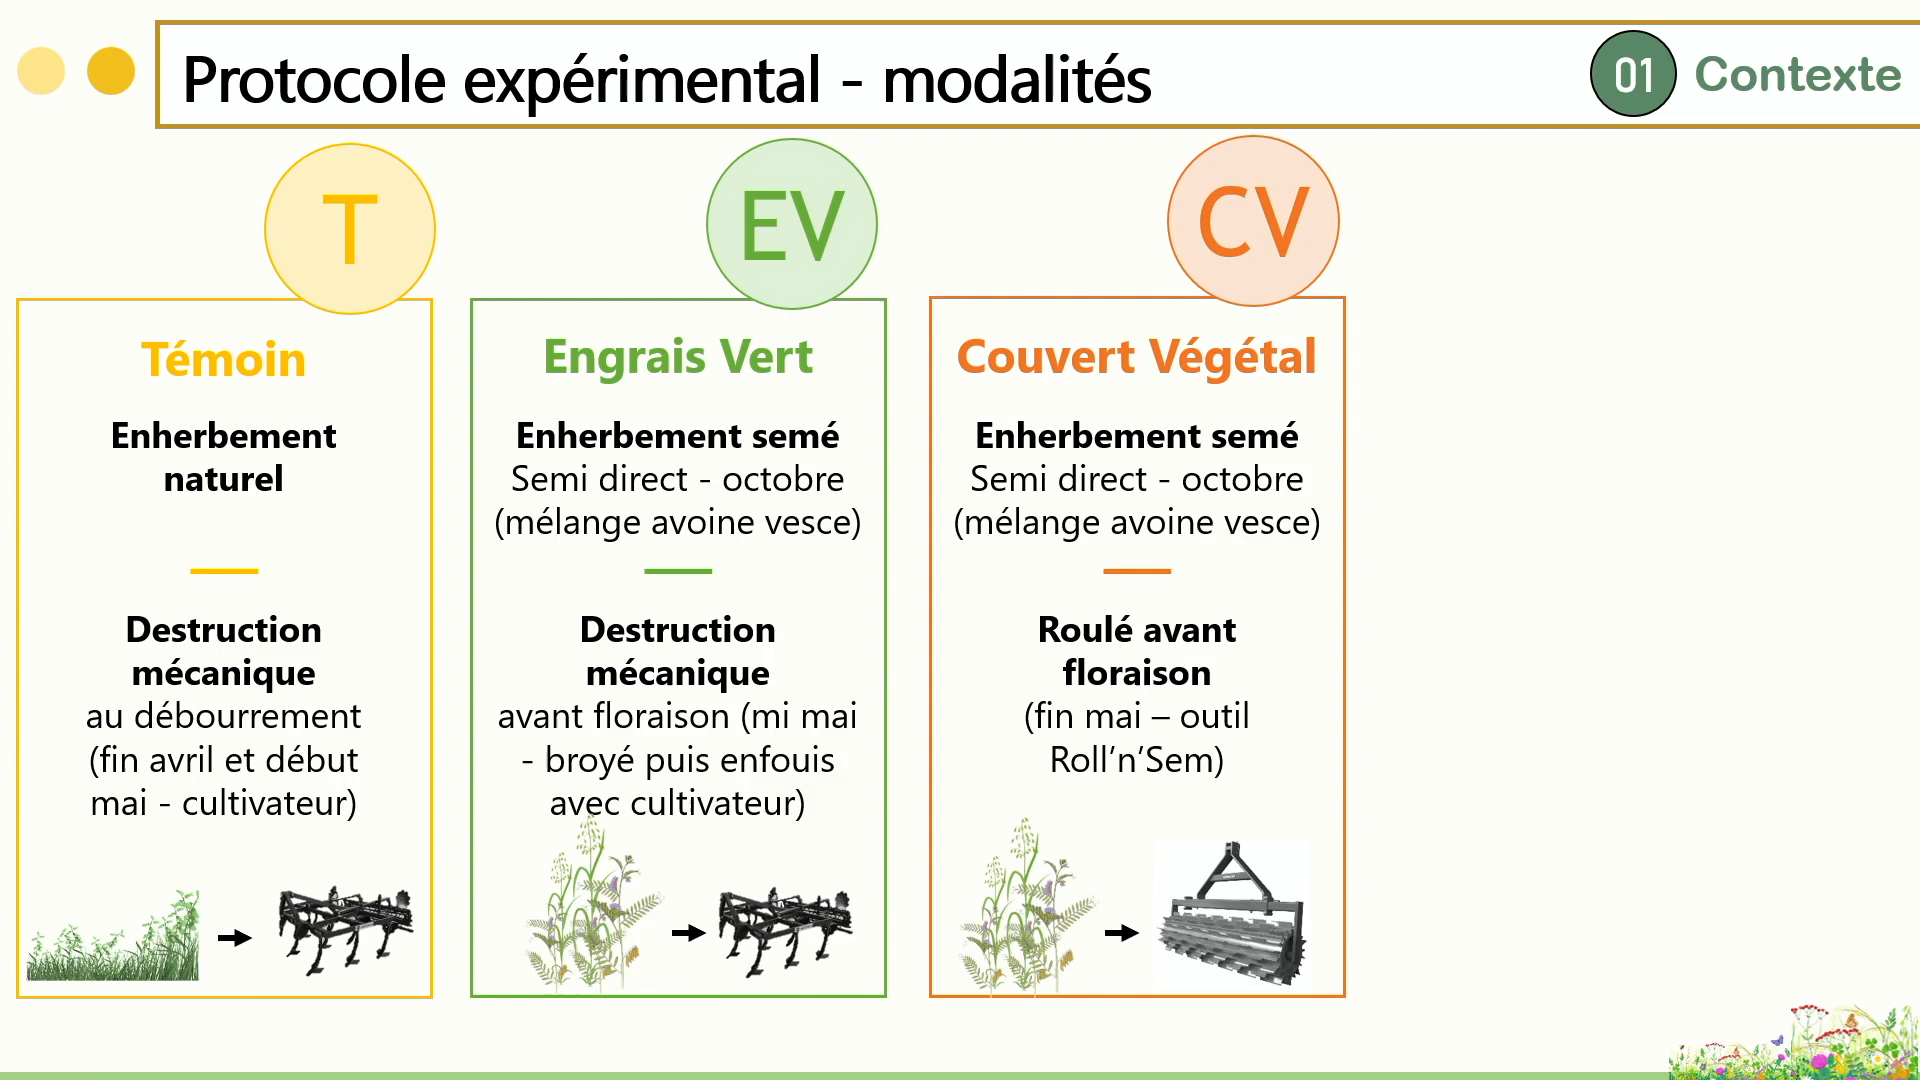 Protocole expérimental - modalités
01 Contexte
T
Témoin
Enherbement
naturel
Destruction
mécanique
au débourrement
(fin avril et début
mai - cultivateur)
EV
Engrais Vert
Enherbement semé
Semi direct - octobre
(mélange avoine vesce)
Destruction
mécanique
avant floraison (mi mai
- broyé puis enfouis
avec cultivateur)
CV
Couvert Végétal
Enherbement semé
Semi direct - octobre
(mélange avoine vesce)
Roulé avant
floraison
(fin mai – outil
Roll’n’Sem)